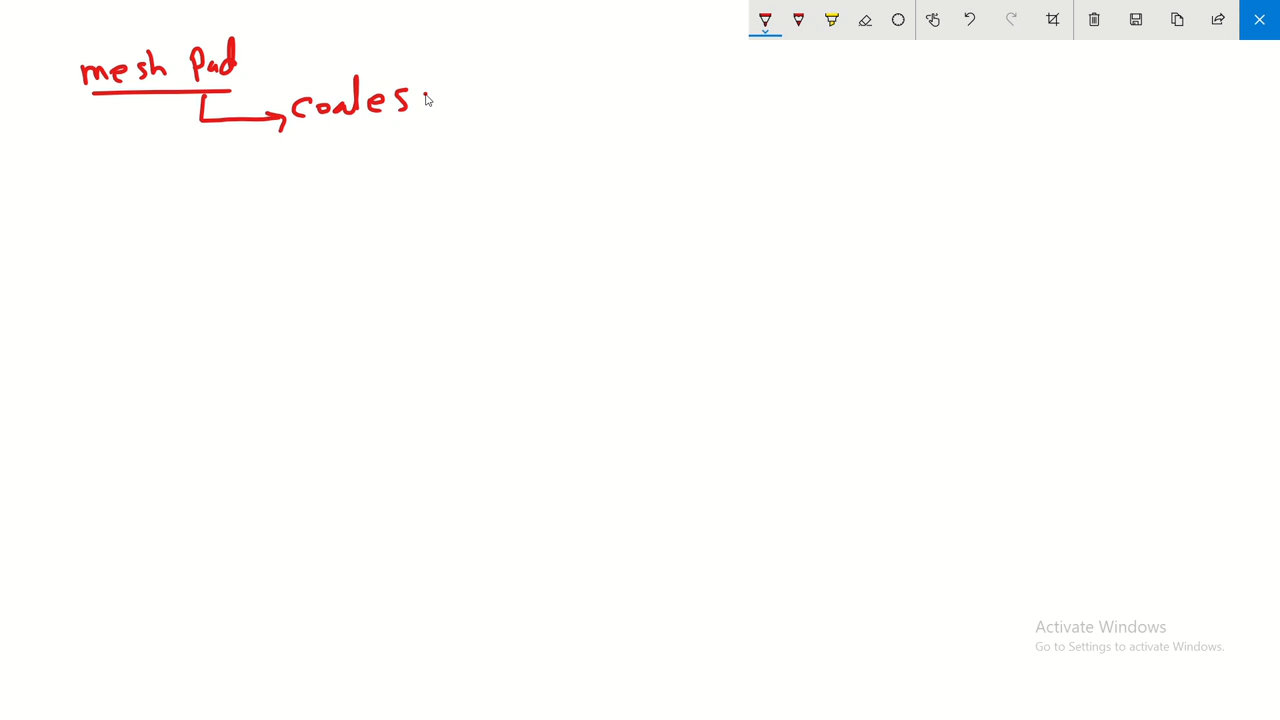 mesh Pad
coales
Activate Windows
Go to Settings to activate Windows.